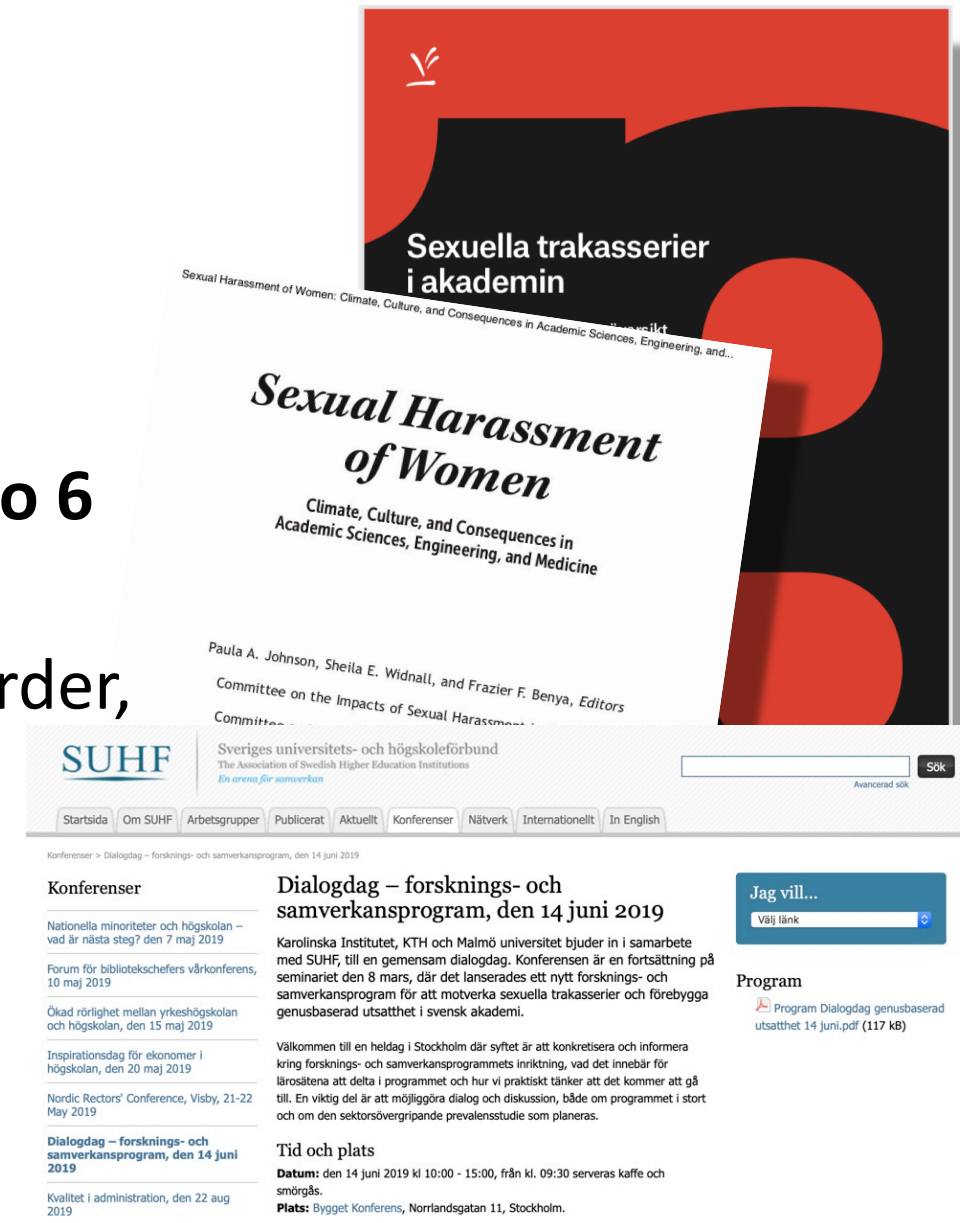 Sexuella trakasserier
i akademin
Sexual Harassment of Women: Climate, Culture, and Consequences in Academic Sciences, Engineering, and...
Sexual Harassment
of Women
Climate, Culture, and Consequences in
Academic Sciences, Engineering, and Medicine
o 6
Paula A. Johnson, Sheila E. Widnall, and Frazier F. Benya, Editors
Committee on the Impacts of Sexual Harassment
rder,
SUHF
Sveriges universitets- och högskoleförbund
The Association of Swedish Higher Education Institutions
En arena för samverkan
Sök
Avancerad sök
Startsida Om SUHF Arbetsgrupper Publicerat Aktuellt Konferenser Nätverk Internationellt In English
Konferenser > Dialogdag – forsknings- och samverkansprogram, den 14 juni 2019
Konferenser
Nationella minoriteter och högskolan –
vad är nästa steg? den 7 maj 2019
Forum för bibliotekschefers vårkonferens,
10 maj 2019
Ökad rörlighet mellan yrkeshögskolan
och högskolan, den 15 maj 2019
Inspirationsdag för ekonomer i
högskolan, den 20 maj 2019
Nordic Rectors' Conference, Visby, 21-22
May 2019
Dialogdag – forsknings- och
samverkansprogram, den 14 juni
2019
Kvalitet i administration, den 22 aug
2019
Dialogdag – forsknings- och
samverkansprogram, den 14 juni 2019
Karolinska Institutet, KTH och Malmö universitet bjuder in i samarbete
med SUHF, till en gemensam dialogdag. Konferensen är en fortsättning på
seminariet den 8 mars, där det lanserades ett nytt forsknings- och
samverkansprogram för att motverka sexuella trakasserier och förebygga
genusbaserad utsatthet i svensk akademi.
Välkommen till en heldag i Stockholm där syftet är att konkretisera och informera
kring forsknings- och samverkansprogrammets inriktning, vad det innebär för
lärosätena att delta i programmet och hur vi praktiskt tänker att det kommer att gå
till. En viktig del är att möjliggöra dialog och diskussion, både om programmet i stort
och om den sektorsövergripande prevalensstudie som planeras.
Tid och plats
Datum: den 14 juni 2019 kl 10:00 - 15:00, från kl. 09:30 serveras kaffe och
smörgås.
Plats: Bygget Konferens, Norrlandsgatan 11, Stockholm.
Jag vill...
Välj länk
Program
Program Dialogdag genusbaserad
utsatthet 14 juni.pdf (117 kB)